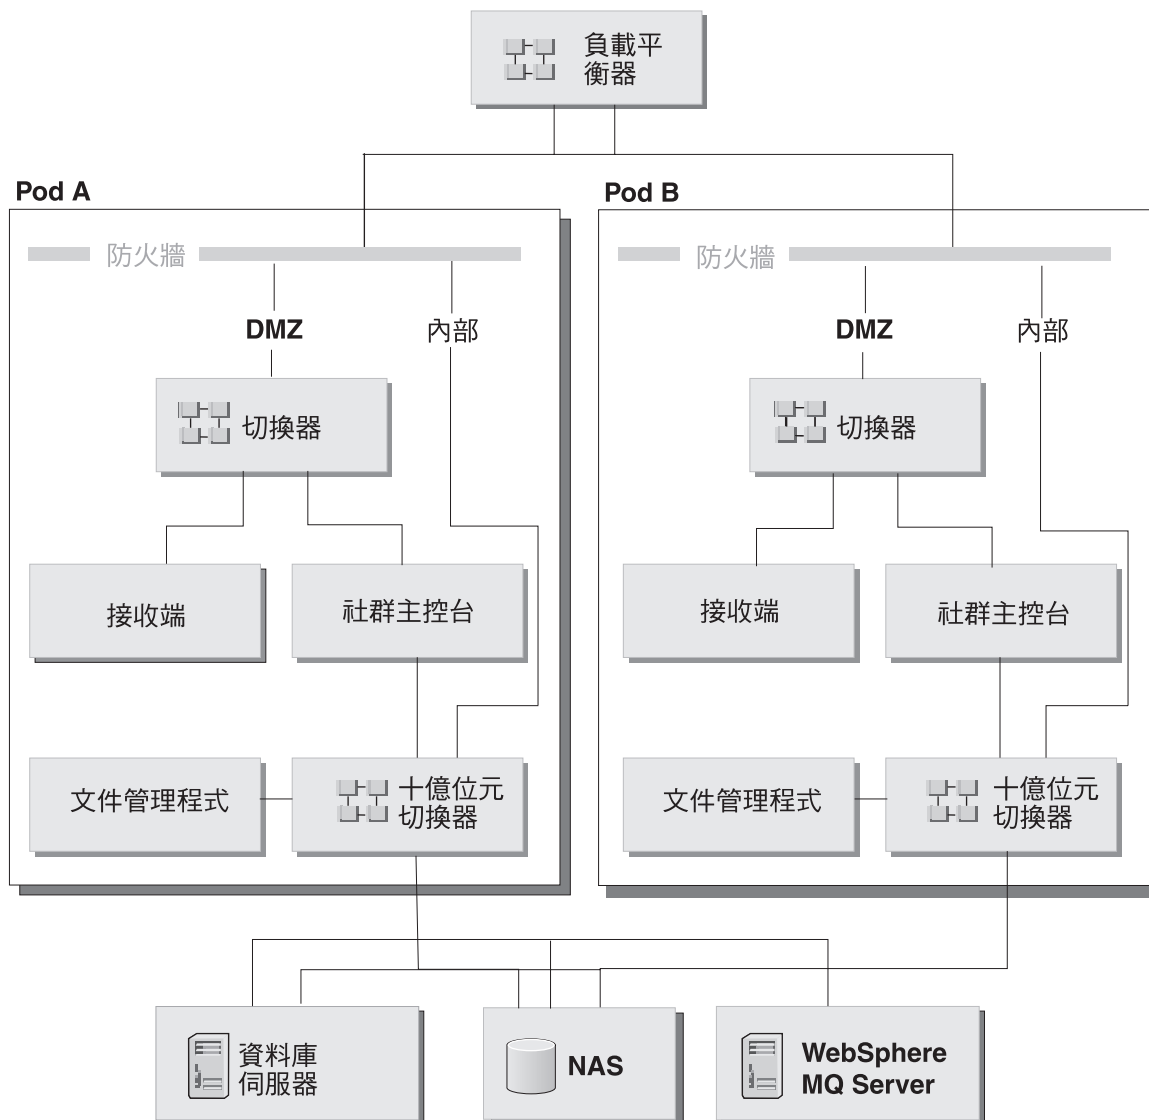 負載平
衡器
Pod A
Pod B
防火牆
防火牆
DMZ
內部
DMZ
內部
切換器
切換器
接收端
社群主控台
接收端
社群主控台
文件管理程式
十億位元
切換器
文件管理程式
十億位元
切換器
資料庫
伺服器
NAS
WebSphere
MQ Server